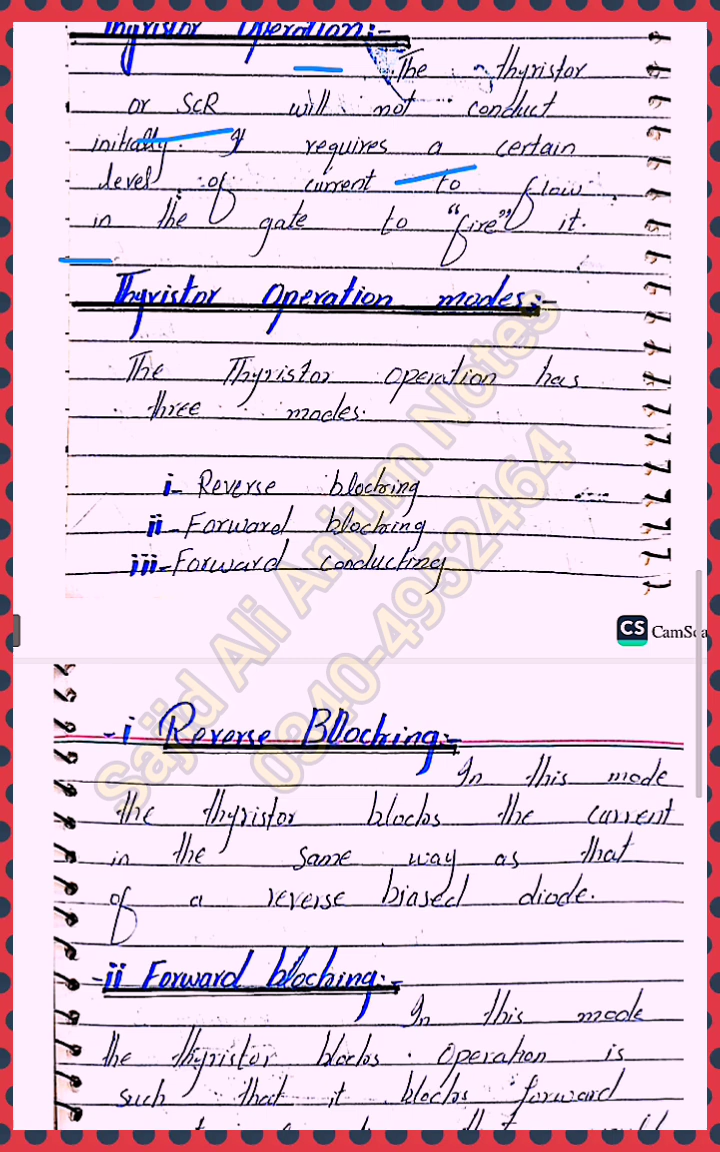 Thyristor Operation:-
The thyristor
or SCR will not conduct
initially. It requires a certain
level of current to flow
in the gate to "fire" it.
Thyristor Operation modes:-
The Thyristor operation has
three modes.
i- Reverse blocking
ii- Forward blocking
iii- Forward conducting
CS CamSca
-i Reverse Blocking:-
In this mode
the thyristor blocks the current
in the same way as that
of a reverse biased diode.
-ii Forward blocking:-
In this mode
the thyristor blocks. Operation is
such that it blocks forward
Sajid Ali Anjum Notes
0340-4952464